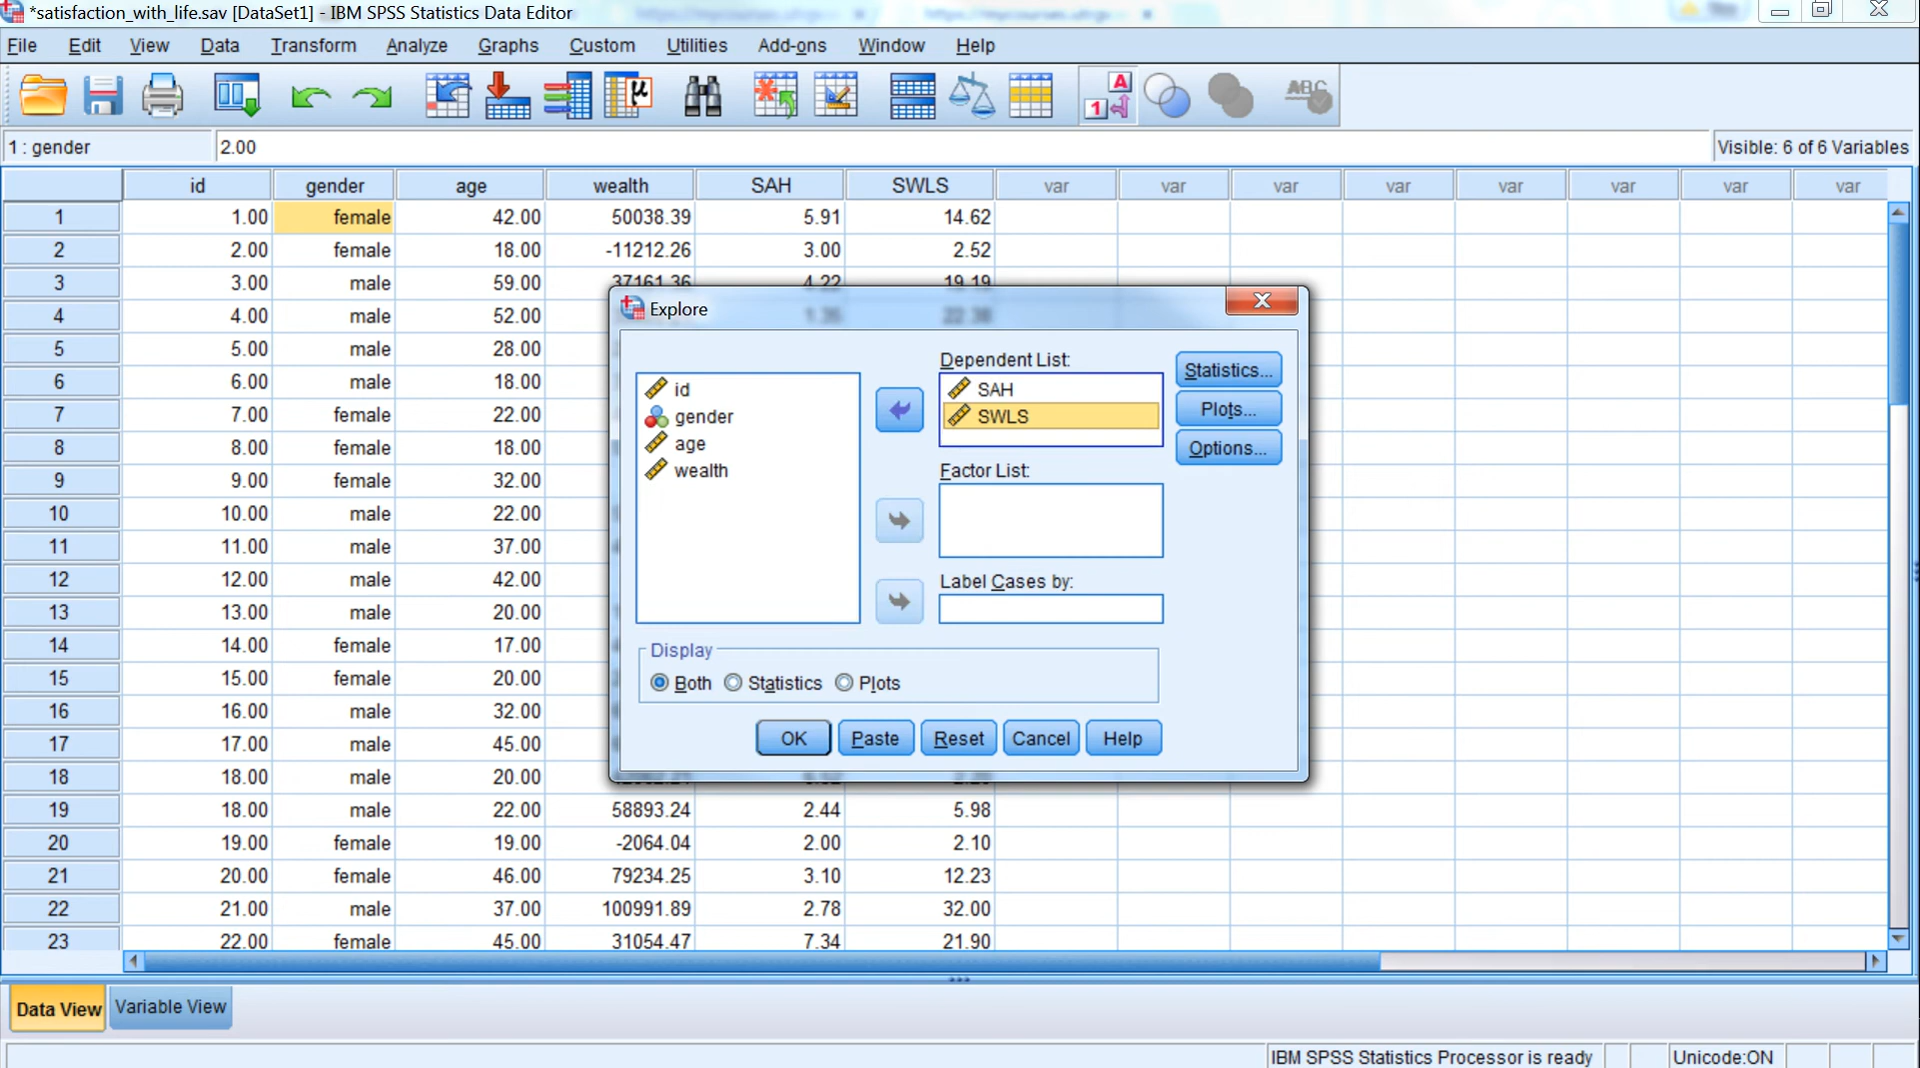 *satisfaction_with_life.sav [DataSet1] - IBM SPSS Statistics Data Editor
File Edit View Data Transform Analyze Graphs Custom Utilities Add-ons Window Help
1 : gender 2.00 Visible: 6 of 6 Variables
id gender age wealth SAH SWLS var var var var var var var var
1 1.00 female 42.00 50038.39 5.91 14.62
2 2.00 female 18.00 -11212.26 3.00 2.52
3 3.00 male 59.00 37161.36 4.22 19.19
4 4.00 male 52.00 1.35 22.38
5 5.00 male 28.00
6 6.00 male 18.00
7 7.00 female 22.00
8 8.00 female 18.00
9 9.00 female 32.00
10 10.00 male 22.00
11 11.00 male 37.00
12 12.00 male 42.00
13 13.00 male 20.00
14 14.00 female 17.00
15 15.00 female 20.00
16 16.00 male 32.00
17 17.00 male 45.00
18 18.00 male 20.00
19 18.00 male 22.00 58893.24 2.44 5.98
20 19.00 female 19.00 -2064.04 2.00 2.10
21 20.00 female 46.00 79234.25 3.10 12.23
22 21.00 male 37.00 100991.89 2.78 32.00
23 22.00 female 45.00 31054.47 7.34 21.90
Explore
id
gender
age
wealth
Dependent List:
SAH
SWLS
Factor List:
Label Cases by:
Statistics...
Plots...
Options...
Display
Both Statistics Plots
OK Paste Reset Cancel Help
Data View Variable View
IBM SPSS Statistics Processor is ready Unicode:ON